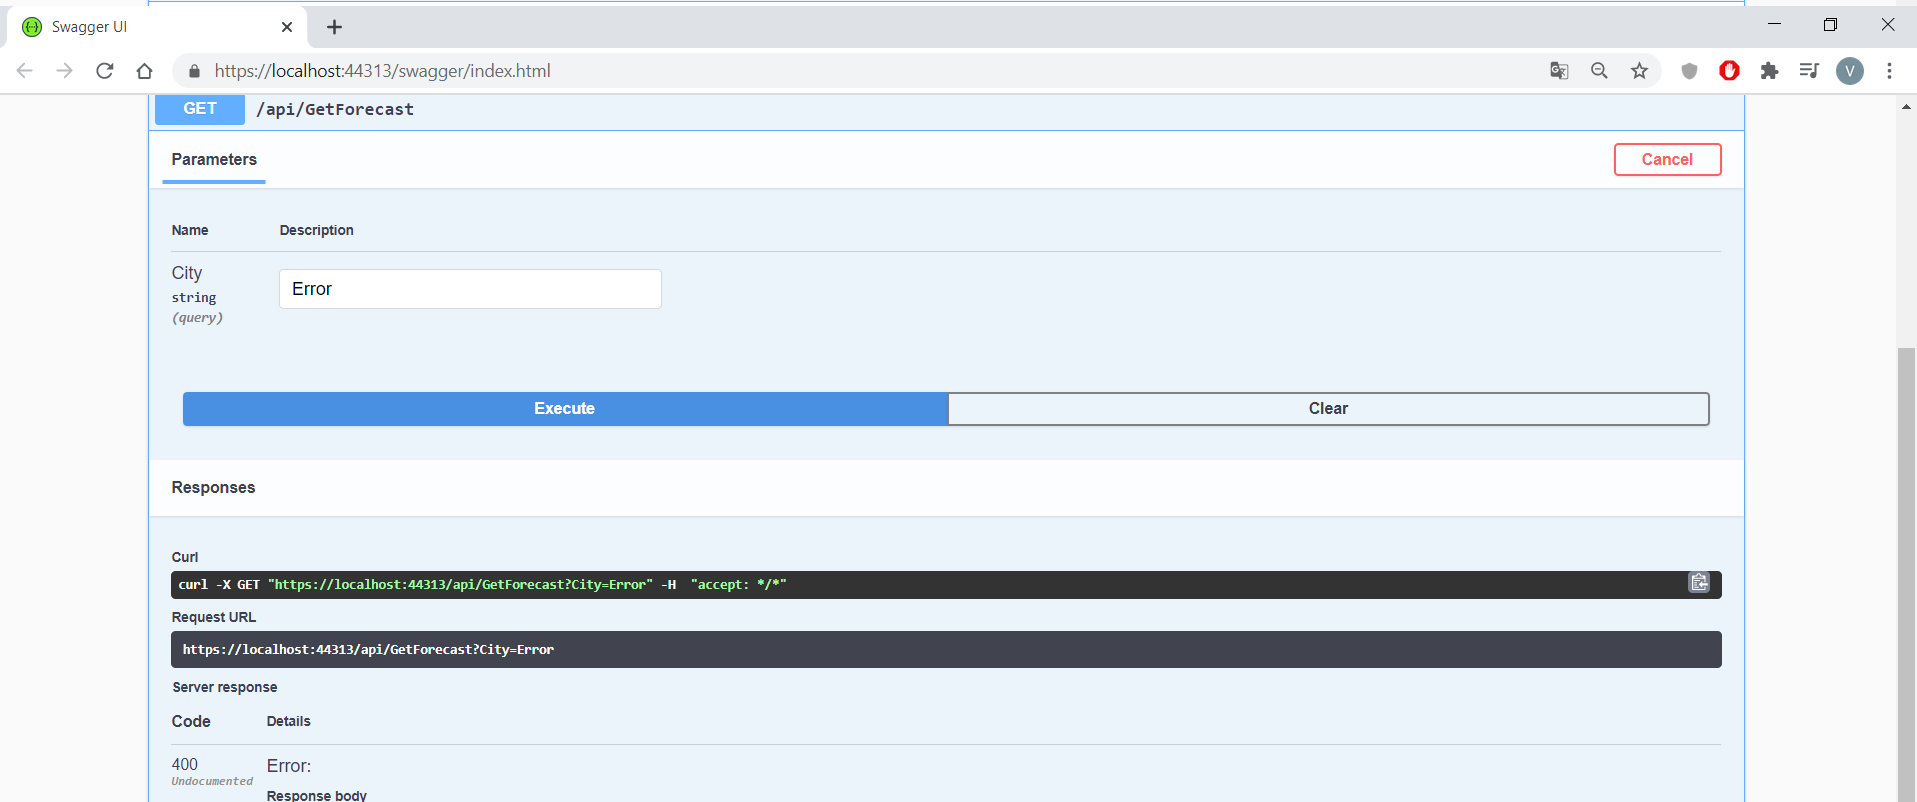 Swagger UI
https://localhost:44313/swagger/index.html
V
GET /api/GetForecast
Parameters
Cancel
Name Description
City
string
(query)
Error
Execute
Clear
Responses
Curl
curl -X GET "https://localhost:44313/api/GetForecast?City=Error" -H  "accept: */*"
Request URL
https://localhost:44313/api/GetForecast?City=Error
Server response
Code Details
400
Undocumented
Error:
Response body